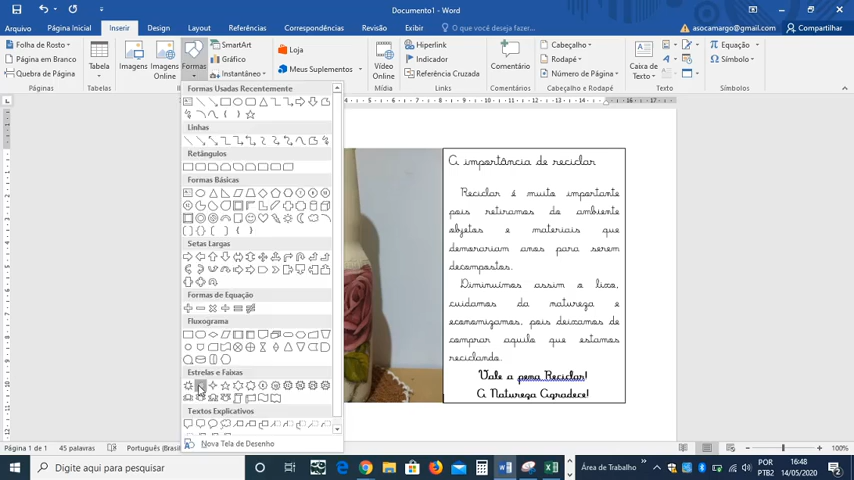 Documento1 - Word
asocamargo@gmail.com
Compartilhar
Arquivo Página Inicial Inserir Design Layout Referências Correspondências Revisão Exibir O que você deseja fazer...
Folha de Rosto
Página em Branco
Quebra de Página
Páginas
Tabela
Tabelas
Imagens
Imagens Online
Formas
SmartArt
Gráfico
Instantâneo
Loja
Meus Suplementos
Vídeo Online
Mídia
Hiperlink
Indicador
Referência Cruzada
Links
Comentário
Comentários
Cabeçalho
Rodapé
Número de Página
Cabeçalho e Rodapé
Caixa de Texto
Texto
Equação
Símbolo
Símbolos
Formas Usadas Recentemente
Linhas
Retângulos
Formas Básicas
Setas Largas
Formas de Equação
Fluxograma
Estrelas e Faixas
Textos Explicativos
Nova Tela de Desenho
A importância de reciclar
Reciclar é muito importante
pois retiramos do ambiente
objetos e materiais que
demorariam anos para serem
decompostos.
Diminuímos assim o lixo,
cuidamos da natureza e
economizamos, pois deixamos de
comprar aquilo que estamos
reciclando.
Vale a pena Reciclar!
A Natureza Agradece!
Página 1 de 1 45 palavras Português (Brasil
100%
Digite aqui para pesquisar
Área de Trabalho
POR
PTB2
16:48
14/05/2020